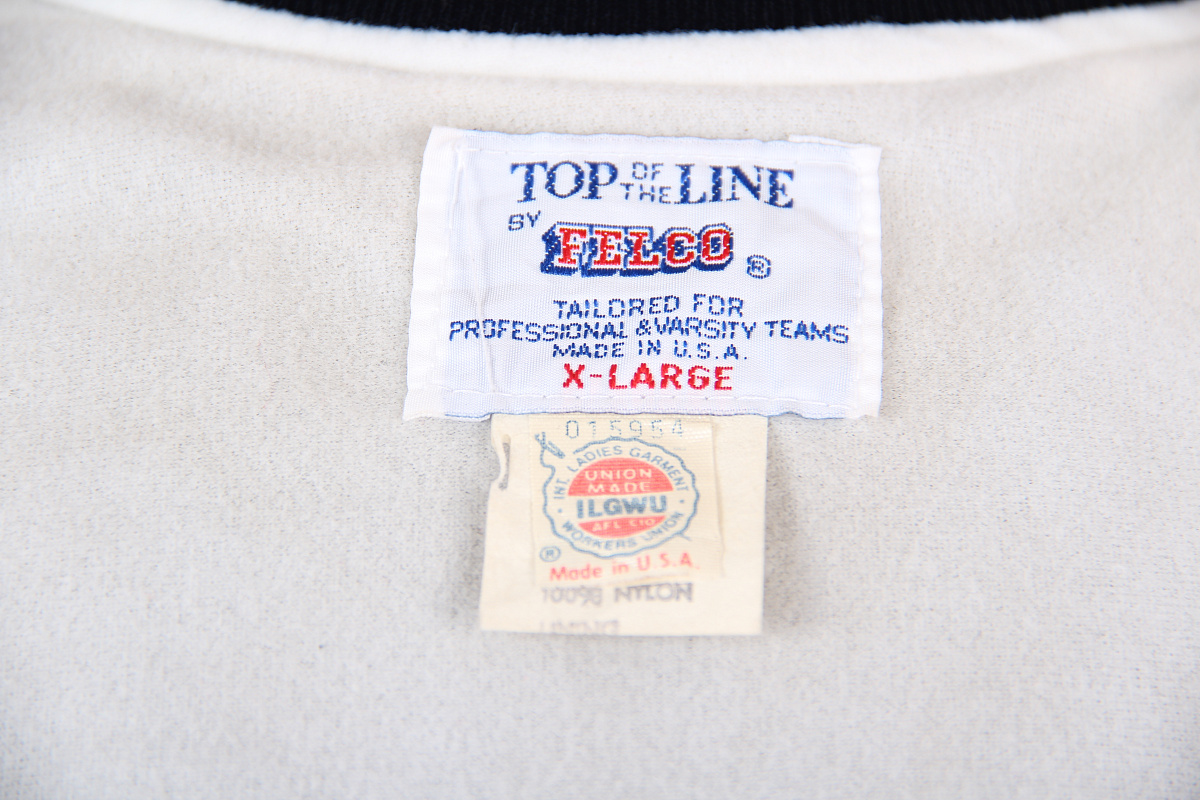 TOP OF THE LINE
BY FELCO ®
TAILORED FOR
PROFESSIONAL & VARSITY TEAMS
MADE IN U.S.A.
X-LARGE
015954
INT. LADIES GARMENT
UNION
MADE
ILGWU
AFL CIO
WORKERS UNION
®
Made in U.S.A.
100% NYLON